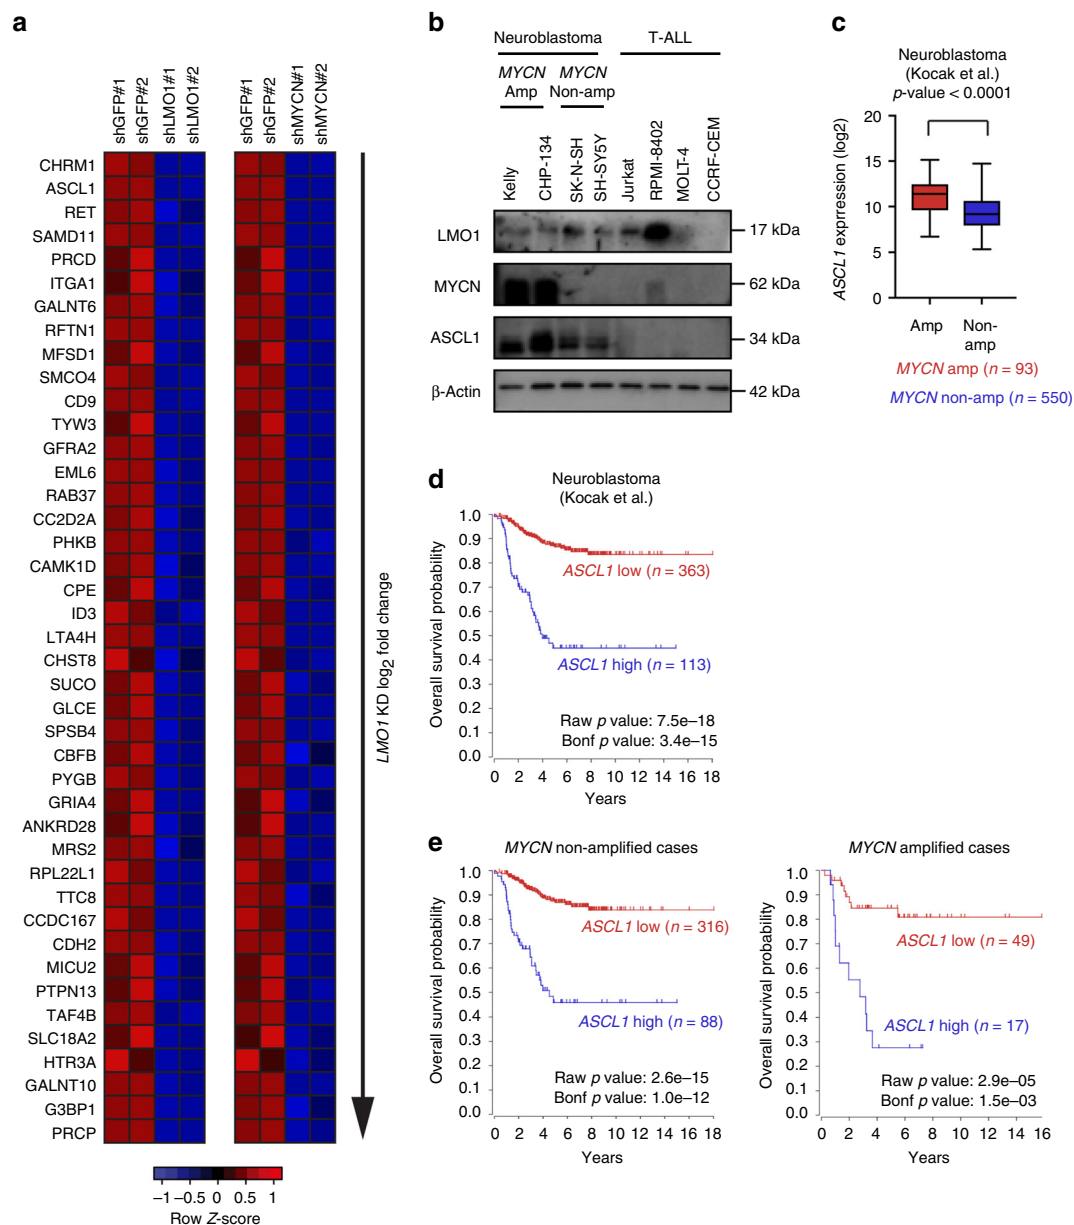 a
shGFP#1
shGFP#2
shLMO1#1
shLMO1#2
shGFP#1
shGFP#2
shMYCN#1
shMYCN#2
CHRM1
ASCL1
RET
SAMD11
PRCD
ITGA1
GALNT6
RFTN1
MFSD1
SMCO4
CD9
TYW3
GFRA2
EML6
RAB37
CC2D2A
PHKB
CAMK1D
CPE
ID3
LTA4H
CHST8
SUCO
GLCE
SPSB4
CBFB
PYGB
GRIA4
ANKRD28
MRS2
RPL22L1
TTC8
CCDC167
CDH2
MICU2
PTPN13
TAF4B
SLC18A2
HTR3A
GALNT10
G3BP1
PRCP
LMO1 KD log2 fold change
−1 −0.5 0 0.5 1
Row Z-score
b
Neuroblastoma
T-ALL
MYCN
Amp
MYCN
Non-amp
Kelly
CHP-134
SK-N-SH
SH-SY5Y
Jurkat
RPMI-8402
MOLT-4
CCRF-CEM
LMO1
17 kDa
MYCN
62 kDa
ASCL1
34 kDa
β-Actin
42 kDa
c
Neuroblastoma
(Kocak et al.)
p-value < 0.0001
ASCL1 exprression (log2)
20
15
10
5
0
Amp
Non-
amp
MYCN amp (n = 93)
MYCN non-amp (n = 550)
d
Neuroblastoma
(Kocak et al.)
Overall survival probability
1.0
0.9
0.8
0.7
0.6
0.5
0.4
0.3
0.2
0.1
0.0
ASCL1 low (n = 363)
ASCL1 high (n = 113)
Raw p value: 7.5e−18
Bonf p value: 3.4e−15
0 2 4 6 8 10 12 14 16 18
Years
e
MYCN non-amplified cases
Overall survival probability
1.0
0.9
0.8
0.7
0.6
0.5
0.4
0.3
0.2
0.1
0.0
ASCL1 low (n = 316)
ASCL1 high (n = 88)
Raw p value: 2.6e−15
Bonf p value: 1.0e−12
0 2 4 6 8 10 12 14 16 18
Years
MYCN amplified cases
Overall survival probability
1.0
0.9
0.8
0.7
0.6
0.5
0.4
0.3
0.2
0.1
0.0
ASCL1 low (n = 49)
ASCL1 high (n = 17)
Raw p value: 2.9e−05
Bonf p value: 1.5e−03
0 2 4 6 8 10 12 14 16
Years